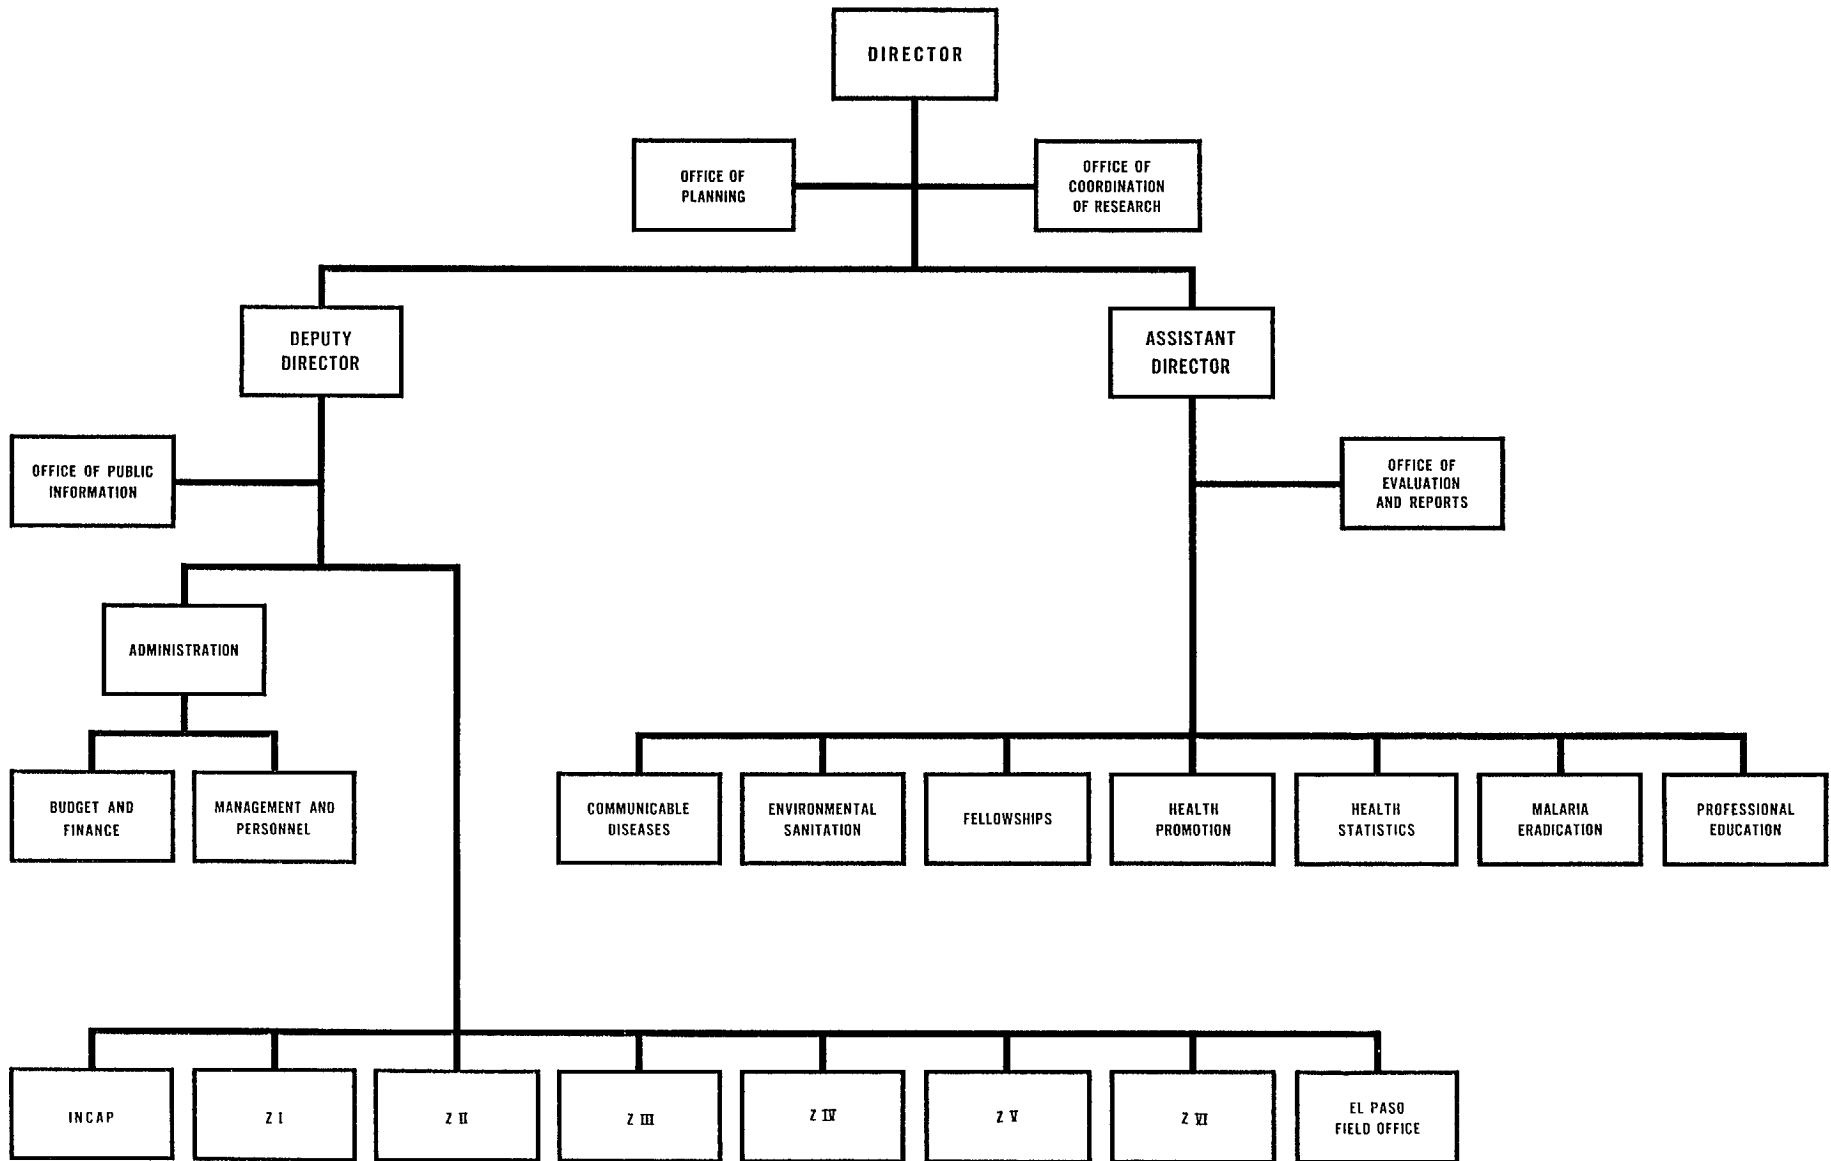 DIRECTOR
OFFICE OF
PLANNING
OFFICE OF
COORDINATION
OF RESEARCH
DEPUTY
DIRECTOR
ASSISTANT
DIRECTOR
OFFICE OF PUBLIC
INFORMATION
OFFICE OF
EVALUATION
AND REPORTS
ADMINISTRATION
BUDGET AND
FINANCE
MANAGEMENT AND
PERSONNEL
COMMUNICABLE
DISEASES
ENVIRONMENTAL
SANITATION
FELLOWSHIPS
HEALTH
PROMOTION
HEALTH
STATISTICS
MALARIA
ERADICATION
PROFESSIONAL
EDUCATION
INCAP
Z I
Z II
Z III
Z IV
Z V
Z VI
EL PASO
FIELD OFFICE